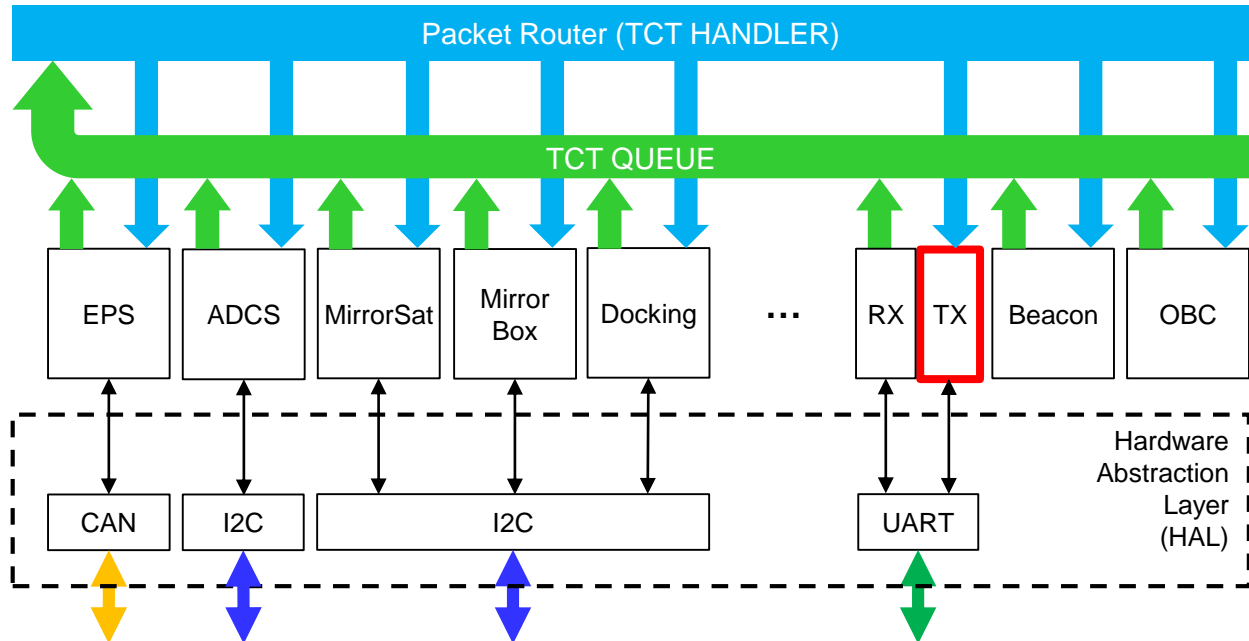 Packet Router (TCT HANDLER)
TCT QUEUE
EPS
ADCS
MirrorSat
Mirror
Box
Docking
...
RX
TX
Beacon
OBC
Hardware
Abstraction
Layer
(HAL)
CAN
I2C
I2C
UART